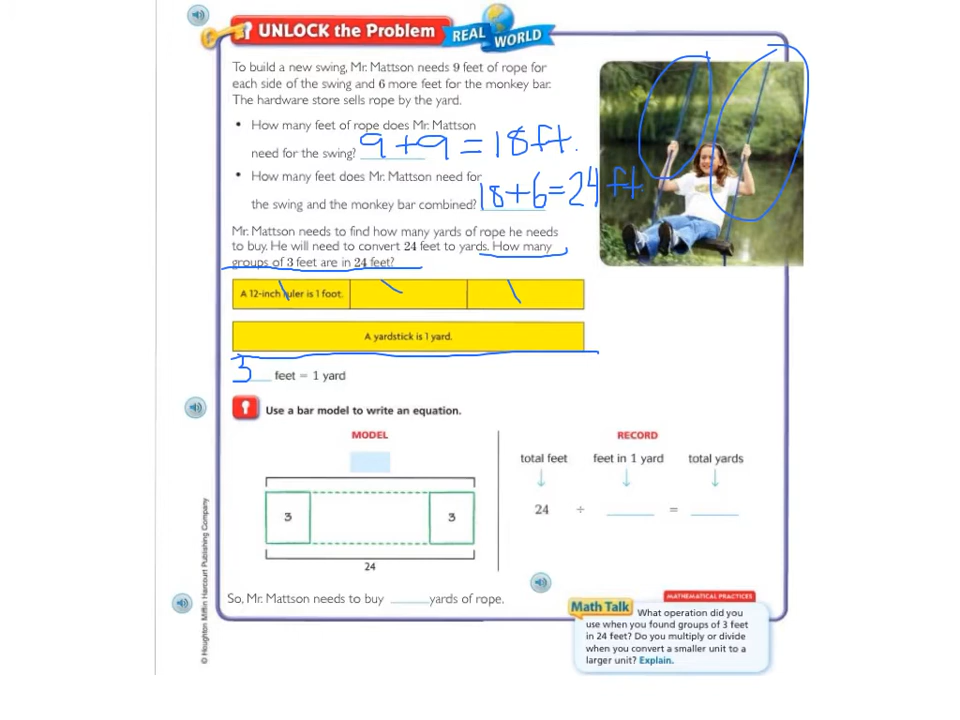 UNLOCK the Problem REAL WORLD
To build a new swing, Mr. Mattson needs 9 feet of rope for
each side of the swing and 6 more feet for the monkey bar.
The hardware store sells rope by the yard.
• How many feet of rope does Mr. Mattson
need for the swing? 9+9=18ft.
• How many feet does Mr. Mattson need for
the swing and the monkey bar combined? 18+6=24 ft
Mr. Mattson needs to find how many yards of rope he needs
to buy. He will need to convert 24 feet to yards. How many
groups of 3 feet are in 24 feet?
A 12-inch ruler is 1 foot.
A yardstick is 1 yard.
3 feet = 1 yard
Use a bar model to write an equation.
MODEL
3 3
24
RECORD
total feet feet in 1 yard total yards
24 ÷ ____ = ____
So, Mr. Mattson needs to buy ____ yards of rope.
MATHEMATICAL PRACTICES
Math Talk What operation did you
use when you found groups of 3 feet
in 24 feet? Do you multiply or divide
when you convert a smaller unit to a
larger unit? Explain.
© Houghton Mifflin Harcourt Publishing Company